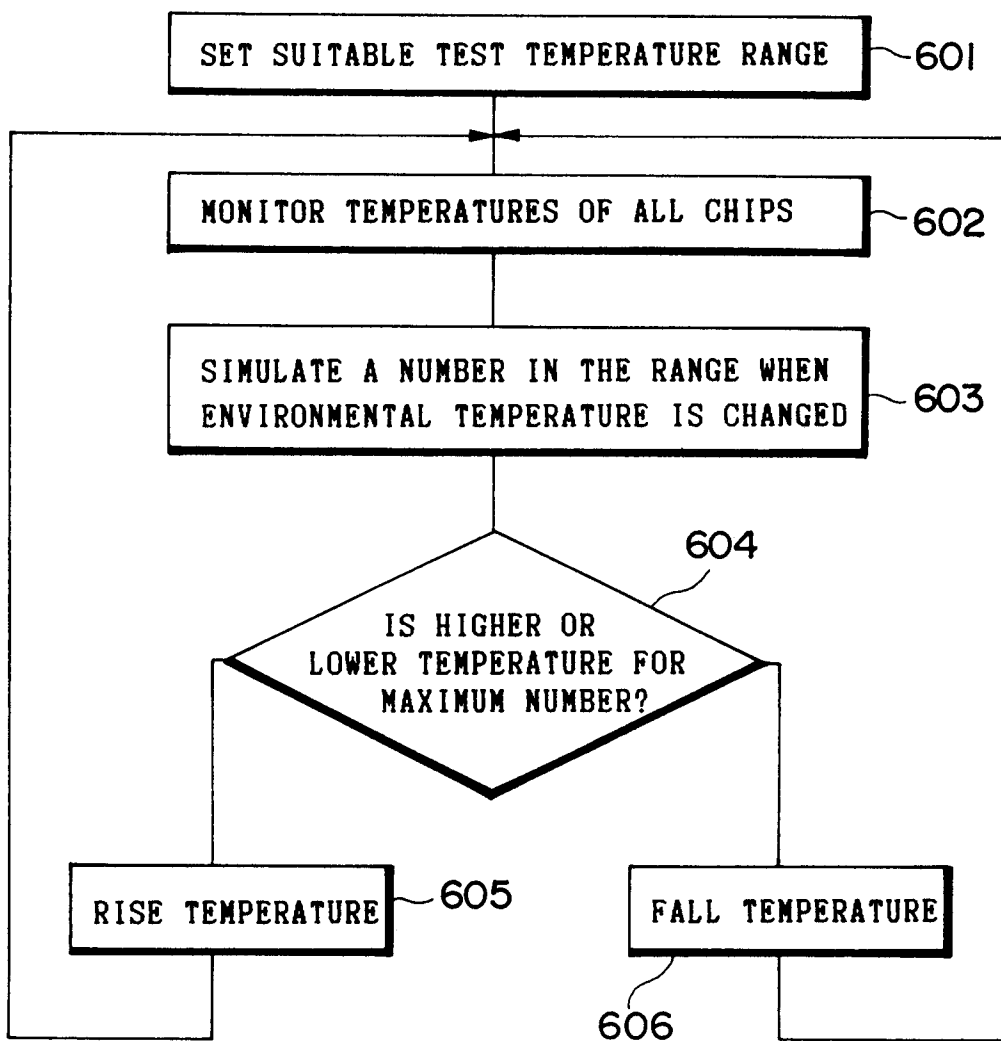 SET SUITABLE TEST TEMPERATURE RANGE
601
MONITOR TEMPERATURES OF ALL CHIPS
602
SIMULATE A NUMBER IN THE RANGE WHEN
ENVIRONMENTAL TEMPERATURE IS CHANGED
603
604
IS HIGHER OR
LOWER TEMPERATURE FOR
MAXIMUM NUMBER?
RISE TEMPERATURE
605
FALL TEMPERATURE
606